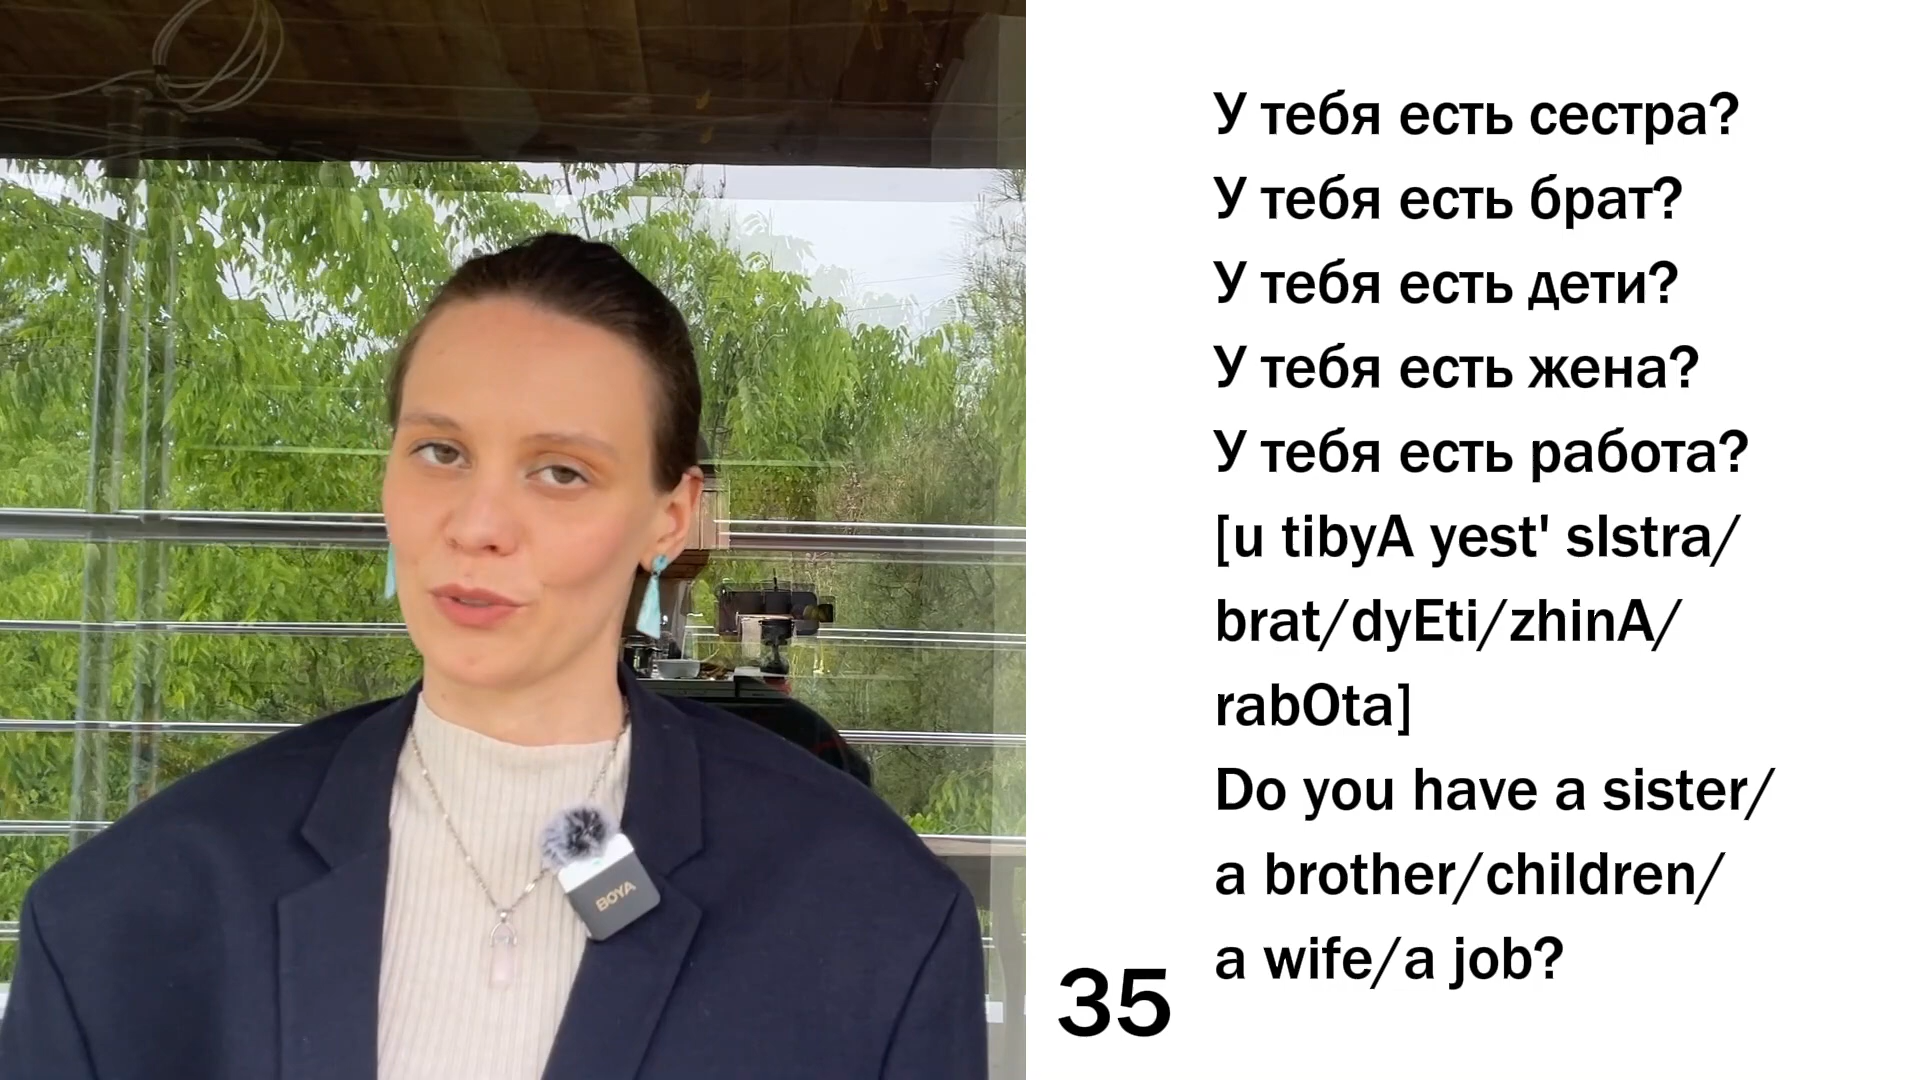 У тебя есть сестра?
У тебя есть брат?
У тебя есть дети?
У тебя есть жена?
У тебя есть работа?
[u tibyA yest' sIstra/
brat/dyEti/zhinA/
rabOta]
Do you have a sister/
a brother/children/
a wife/a job?
35
BOYA